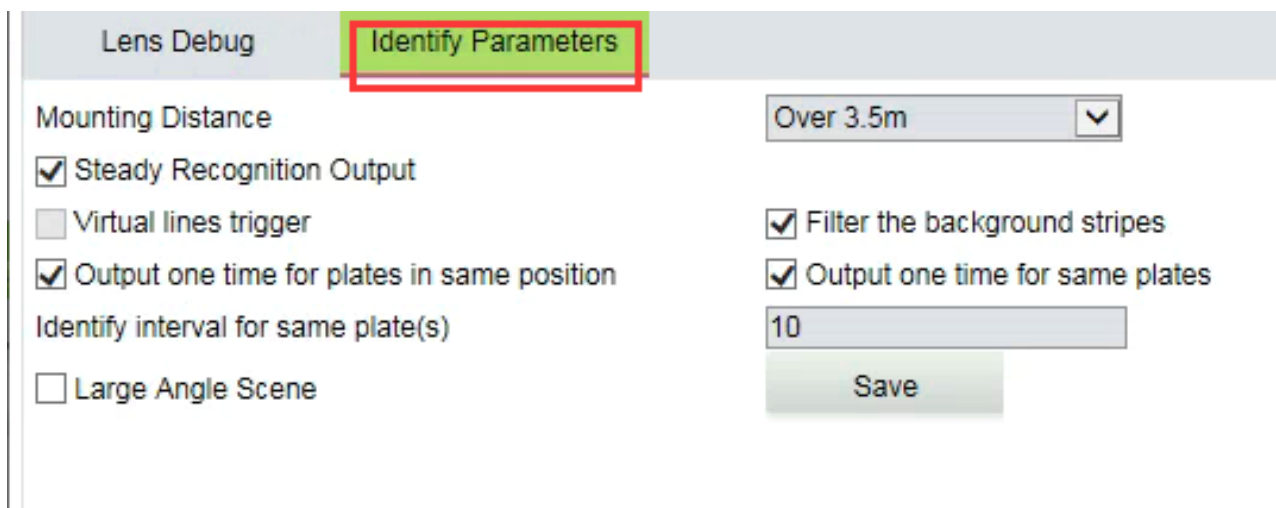 Lens Debug Identify Parameters
Mounting Distance Over 3.5m
Steady Recognition Output
Virtual lines trigger Filter the background stripes
Output one time for plates in same position Output one time for same plates
Identify interval for same plate(s) 10
Large Angle Scene Save